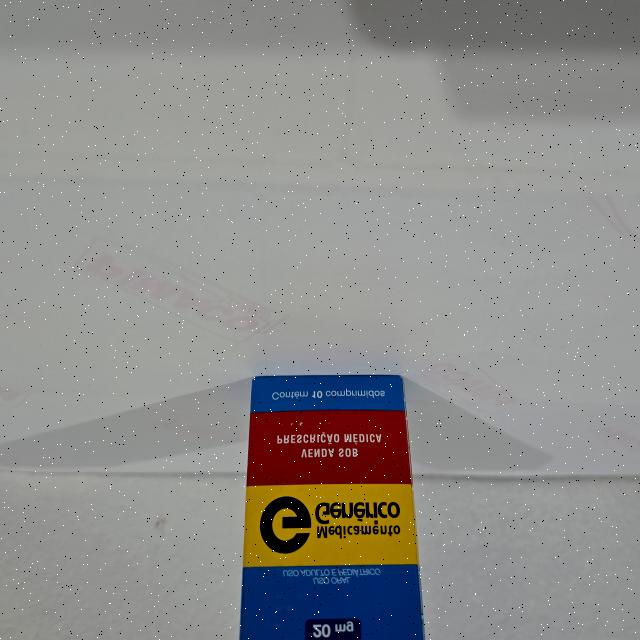 20 mg
USO ORAL
USO ADULTO E PEDIÁTRICO
Medicamento
Genérico
VENDA SOB
PRESCRIÇÃO MÉDICA
Contém 10 comprimidos